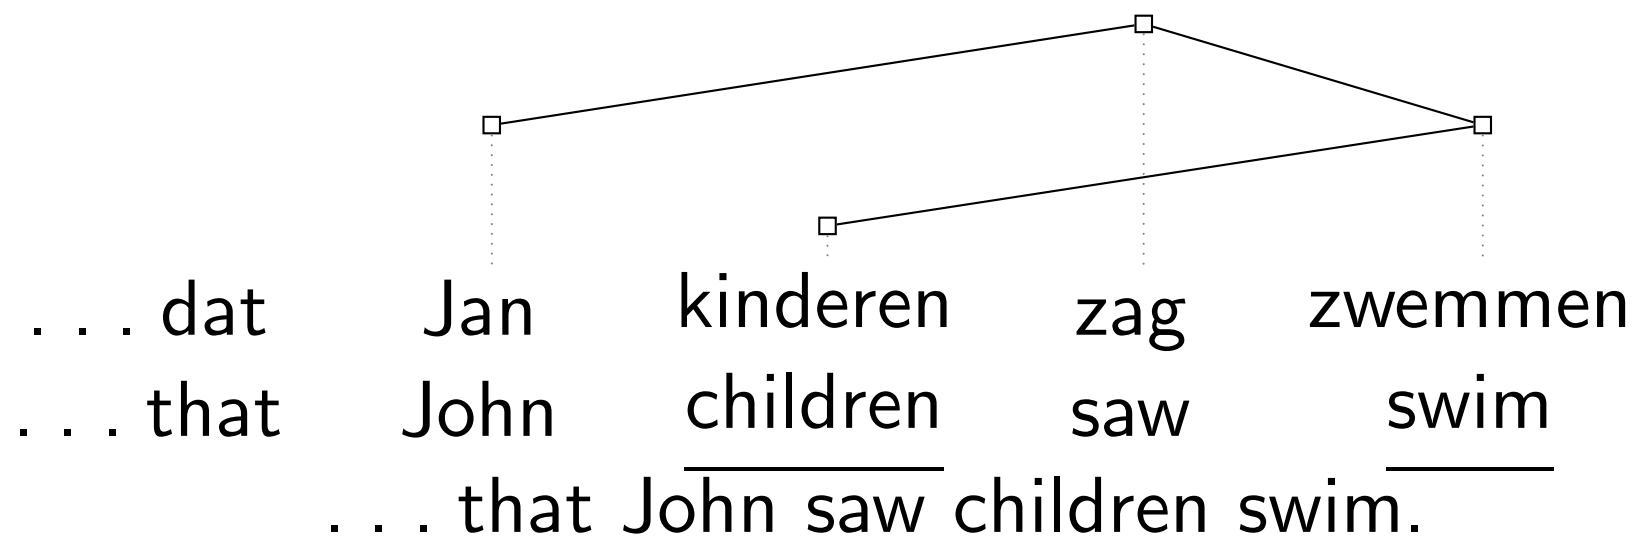 . . . dat Jan kinderen zag zwemmen
. . . that John children saw swim
. . . that John saw children swim.